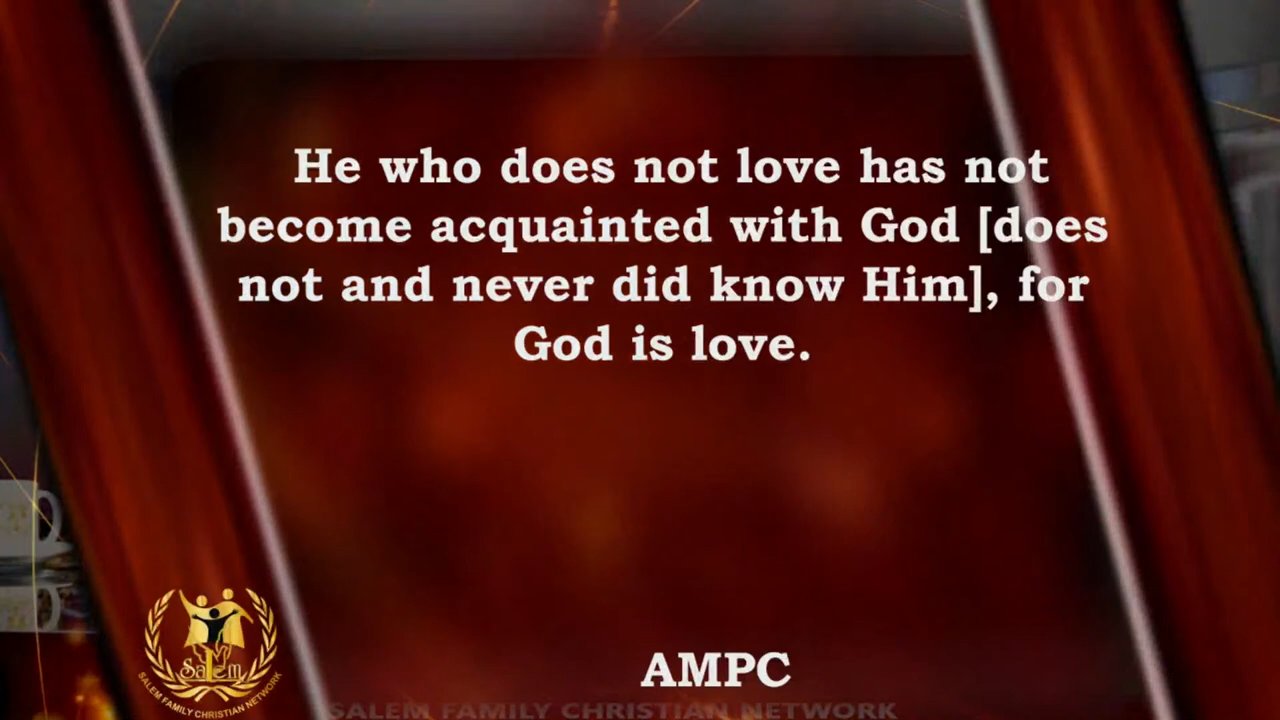 He who does not love has not
become acquainted with God [does
not and never did know Him], for
God is love.
AMPC
Salem
SALEM FAMILY CHRISTIAN NETWORK
SALEM FAMILY CHRISTIAN NETWORK